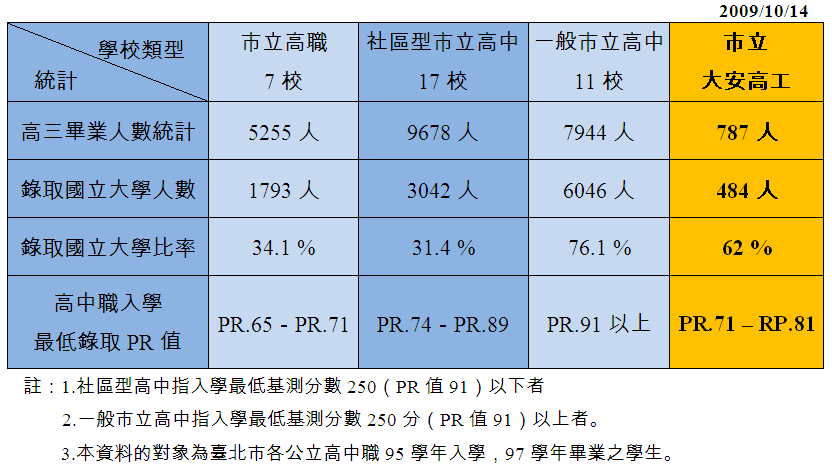 2009/10/14
學校類型
統計
市立高職
7 校
社區型市立高中
17 校
一般市立高中
11 校
市立
大安高工
高三畢業人數統計
5255 人
9678 人
7944 人
787 人
錄取國立大學人數
1793 人
3042 人
6046 人
484 人
錄取國立大學比率
34.1 %
31.4 %
76.1 %
62 %
高中職入學
最低錄取 PR 值
PR.65 - PR.71
PR.74 - PR.89
PR.91 以上
PR.71 – RP.81
註：1.社區型高中指入學最低基測分數 250（PR 值 91）以下者
2.一般市立高中指入學最低基測分數 250 分（PR 值 91）以上者。
3.本資料的對象為臺北市各公立高中職 95 學年入學，97 學年畢業之學生。